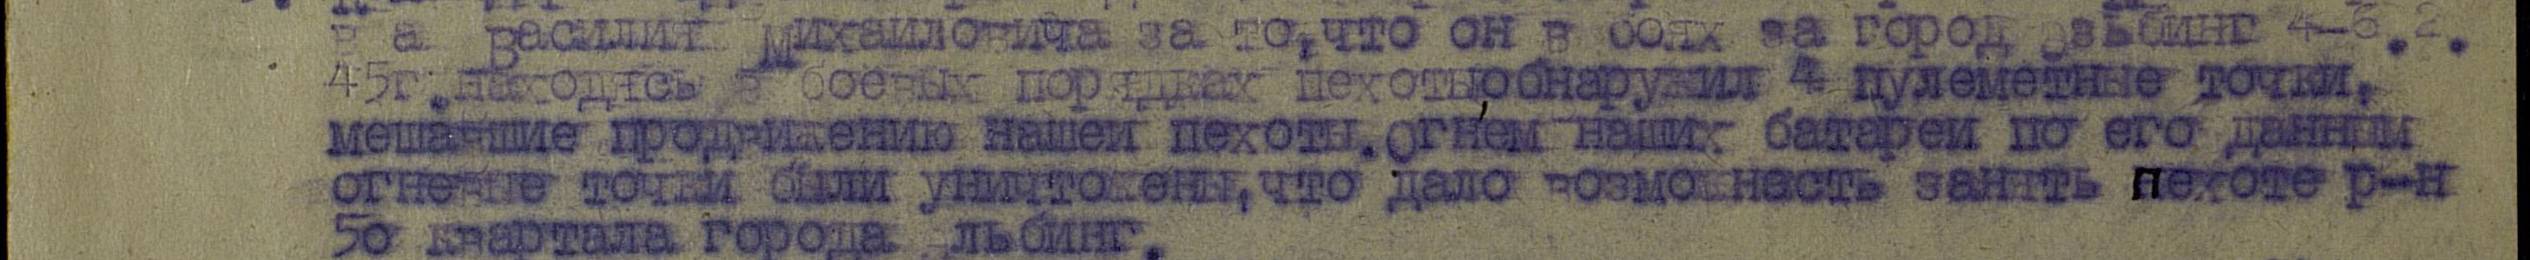 Василия Михайловича за то,что он в боях за город Эльбинг 4-6.2.
45г.находясь в боевых порядках пехоты обнаружил 4 пулеметные точки,
мешавшие продвижению нашей пехоты.Огнем наших батарей по его данным
огневые точки были уничтожены,что дало возможность занять пехоте р-н
50 квартала города Эльбинг.